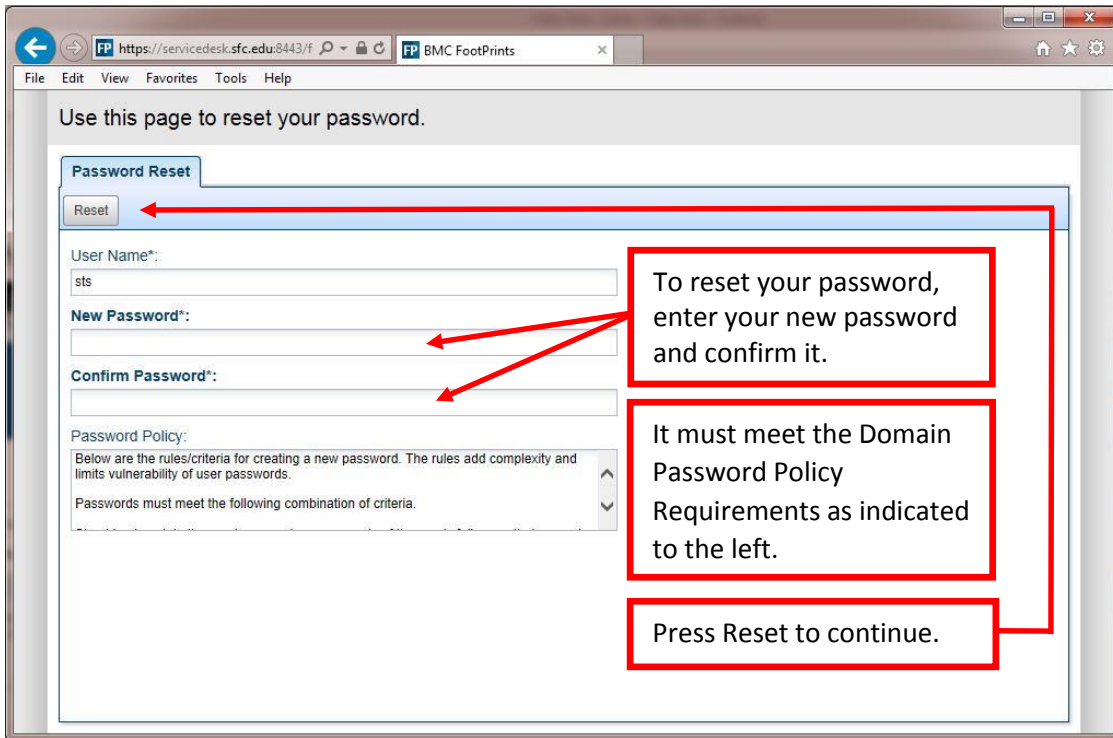 https://servicedesk.sfc.edu:8443/f
FP BMC FootPrints
File Edit View Favorites Tools Help
Use this page to reset your password.
Password Reset
Reset
User Name*:
sts
New Password*:
Confirm Password*:
Password Policy:
Below are the rules/criteria for creating a new password. The rules add complexity and
limits vulnerability of user passwords.
Passwords must meet the following combination of criteria.
To reset your password,
enter your new password
and confirm it.
It must meet the Domain
Password Policy
Requirements as indicated
to the left.
Press Reset to continue.